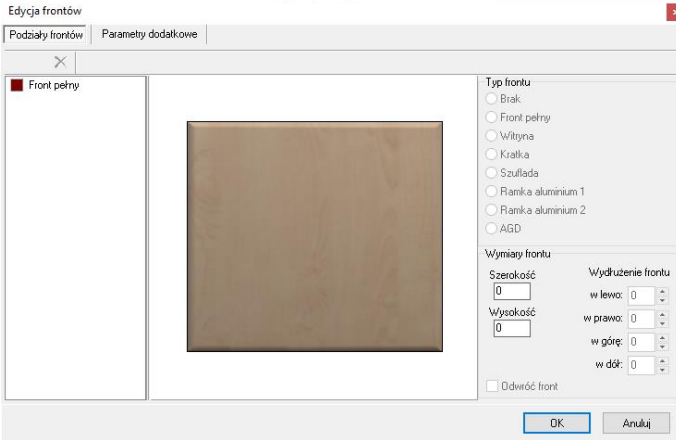 Edycja frontów
Podziały frontów Parametry dodatkowe
Front pełny
Typ frontu
Brak
Front pełny
Witryna
Kratka
Szuflada
Ramka aluminium 1
Ramka aluminium 2
AGD
Wymiary frontu
Szerokość
0
Wysokość
0
Wydłużenie frontu
w lewo: 0
w prawo: 0
w górę: 0
w dół: 0
Odwróć front
OK Anuluj